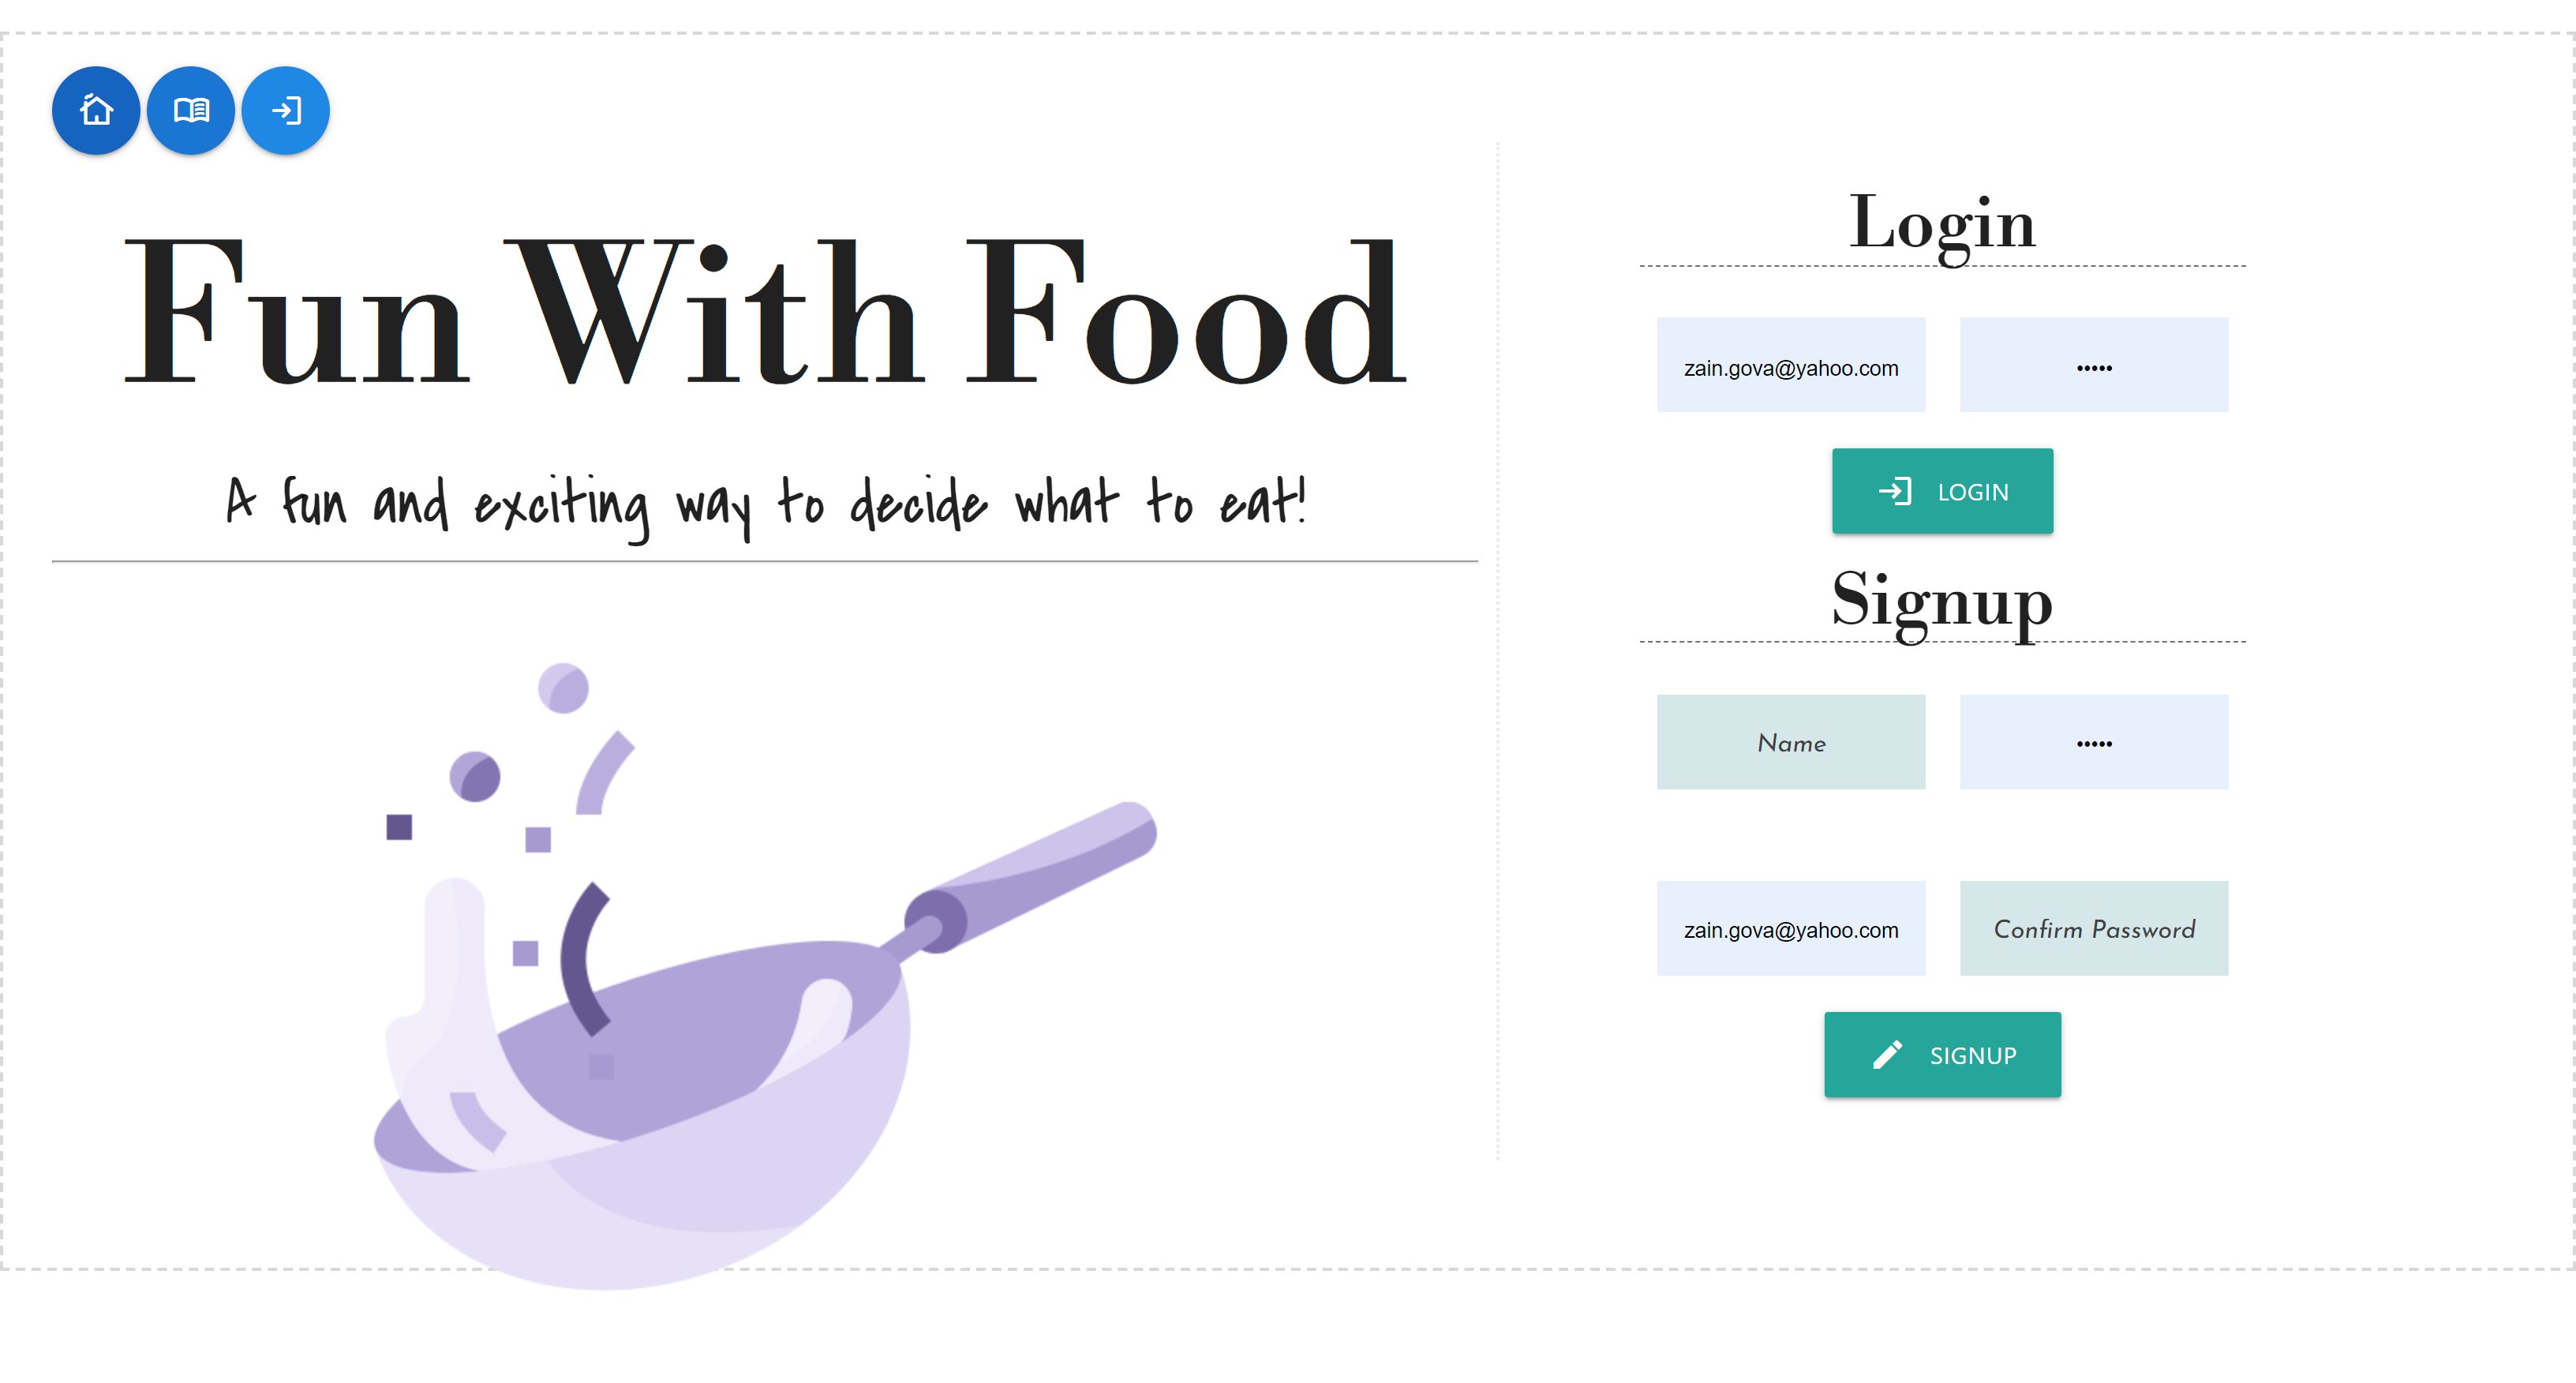 Fun With Food
A fun and exciting way to decide what to eat!
Login
zain.gova@yahoo.com
•••••
LOGIN
Signup
Name
•••••
zain.gova@yahoo.com
Confirm Password
SIGNUP